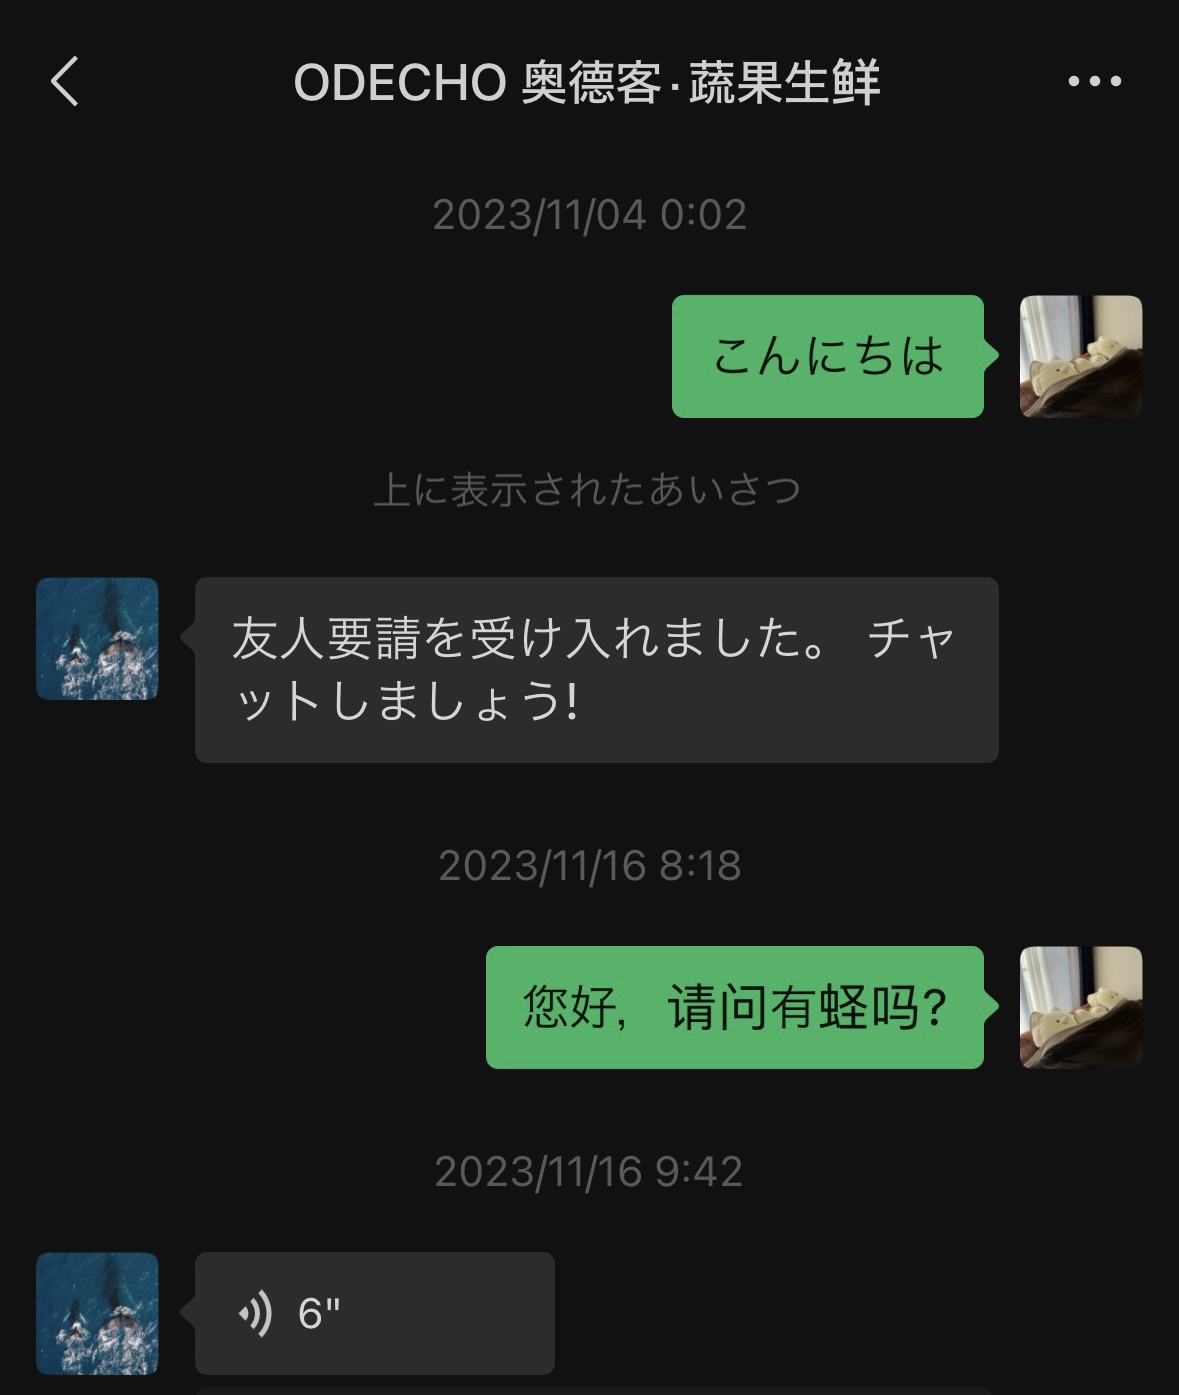 ODECHO 奥德客·蔬果生鲜
2023/11/04 0:02
こんにちは
上に表示されたあいさつ
友人要請を受け入れました。 チャ
ットしましょう!
2023/11/16 8:18
您好, 请问有蛏吗?
2023/11/16 9:42
6"